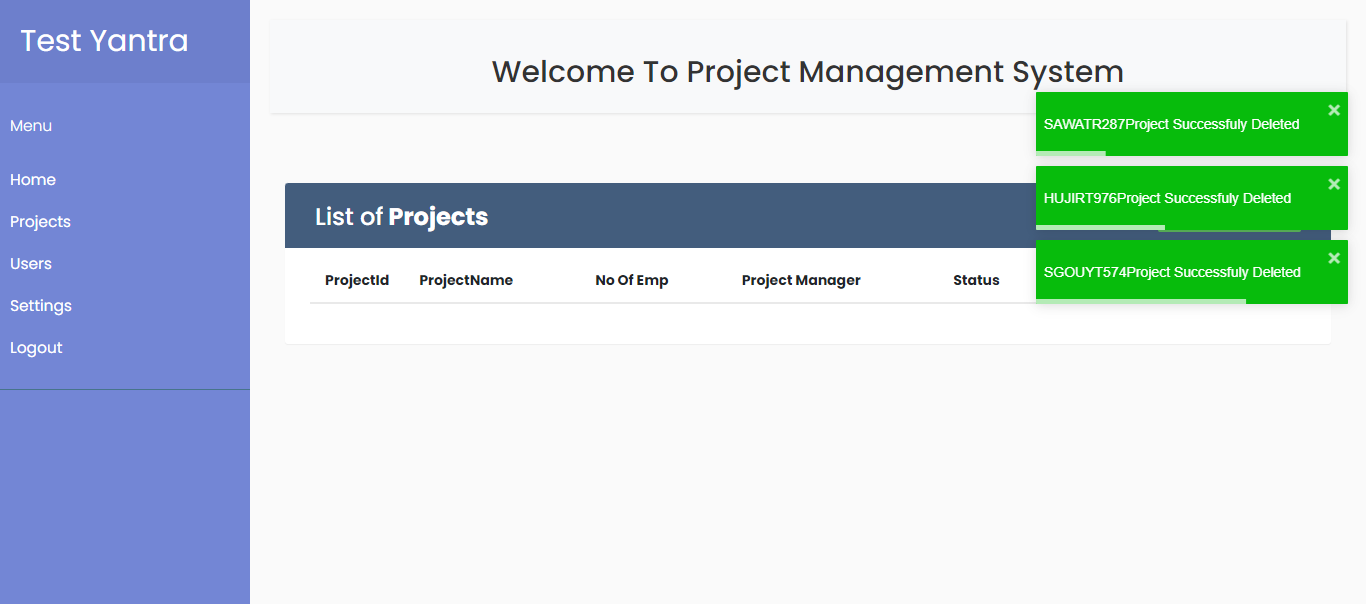 Test Yantra
Menu
Home
Projects
Users
Settings
Logout
Welcome To Project Management System
SAWATR287Project Successfuly Deleted
HUJIRT976Project Successfuly Deleted
SGOUYT574Project Successfuly Deleted
List of Projects
ProjectId ProjectName No Of Emp Project Manager Status